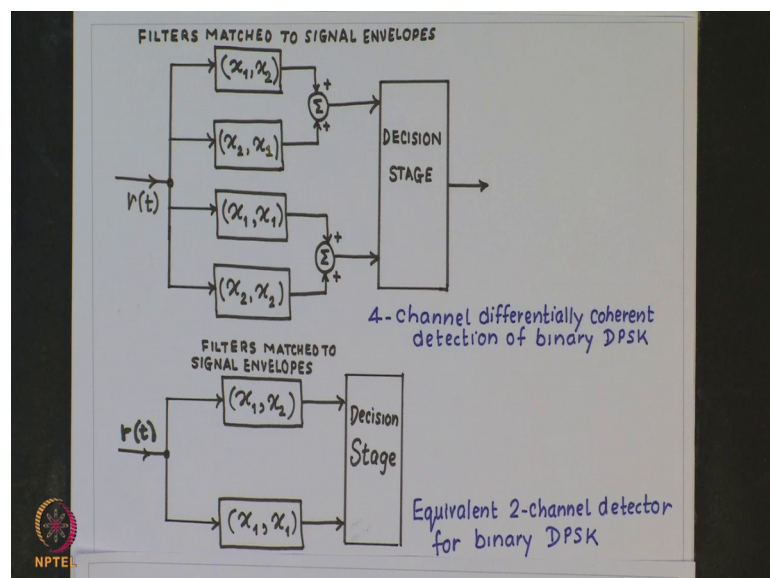 FILTERS MATCHED TO SIGNAL ENVELOPES
(x₁, x₂)
+
Σ
+
(x₂, x₁)
DECISION
STAGE
r(t)
(x₁, x₁)
+
Σ
+
(x₂, x₂)
4-Channel differentially coherent
detection of binary DPSK
FILTERS MATCHED TO
SIGNAL ENVELOPES
(x₁, x₂)
r(t)
Decision
Stage
(x₁, x₁)
Equivalent 2-channel detector
for binary DPSK
NPTEL